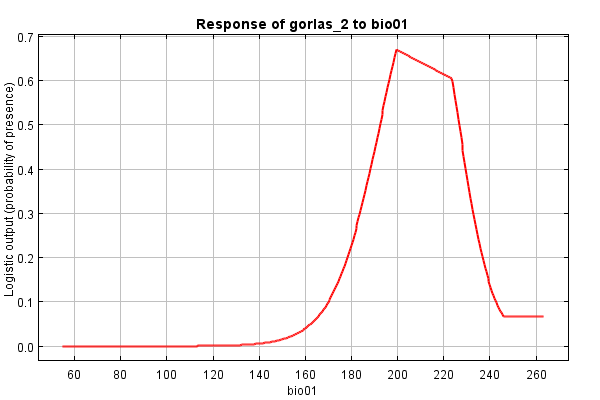 Response of gorlas_2 to bio01
Logistic output (probability of presence)
0.7
0.6
0.5
0.4
0.3
0.2
0.1
0.0
60 80 100 120 140 160 180 200 220 240 260
bio01